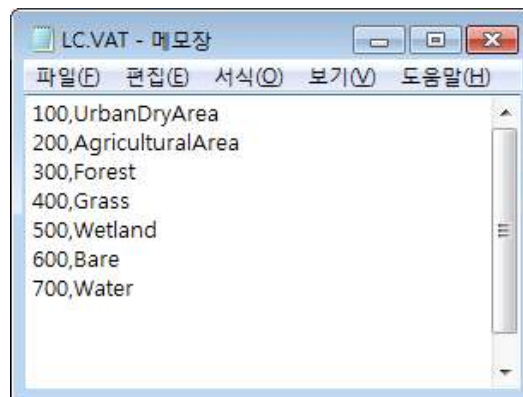 LC.VAT - 메모장
파일(F) 편집(E) 서식(O) 보기(V) 도움말(H)
100,UrbanDryArea
200,AgriculturalArea
300,Forest
400,Grass
500,Wetland
600,Bare
700,Water